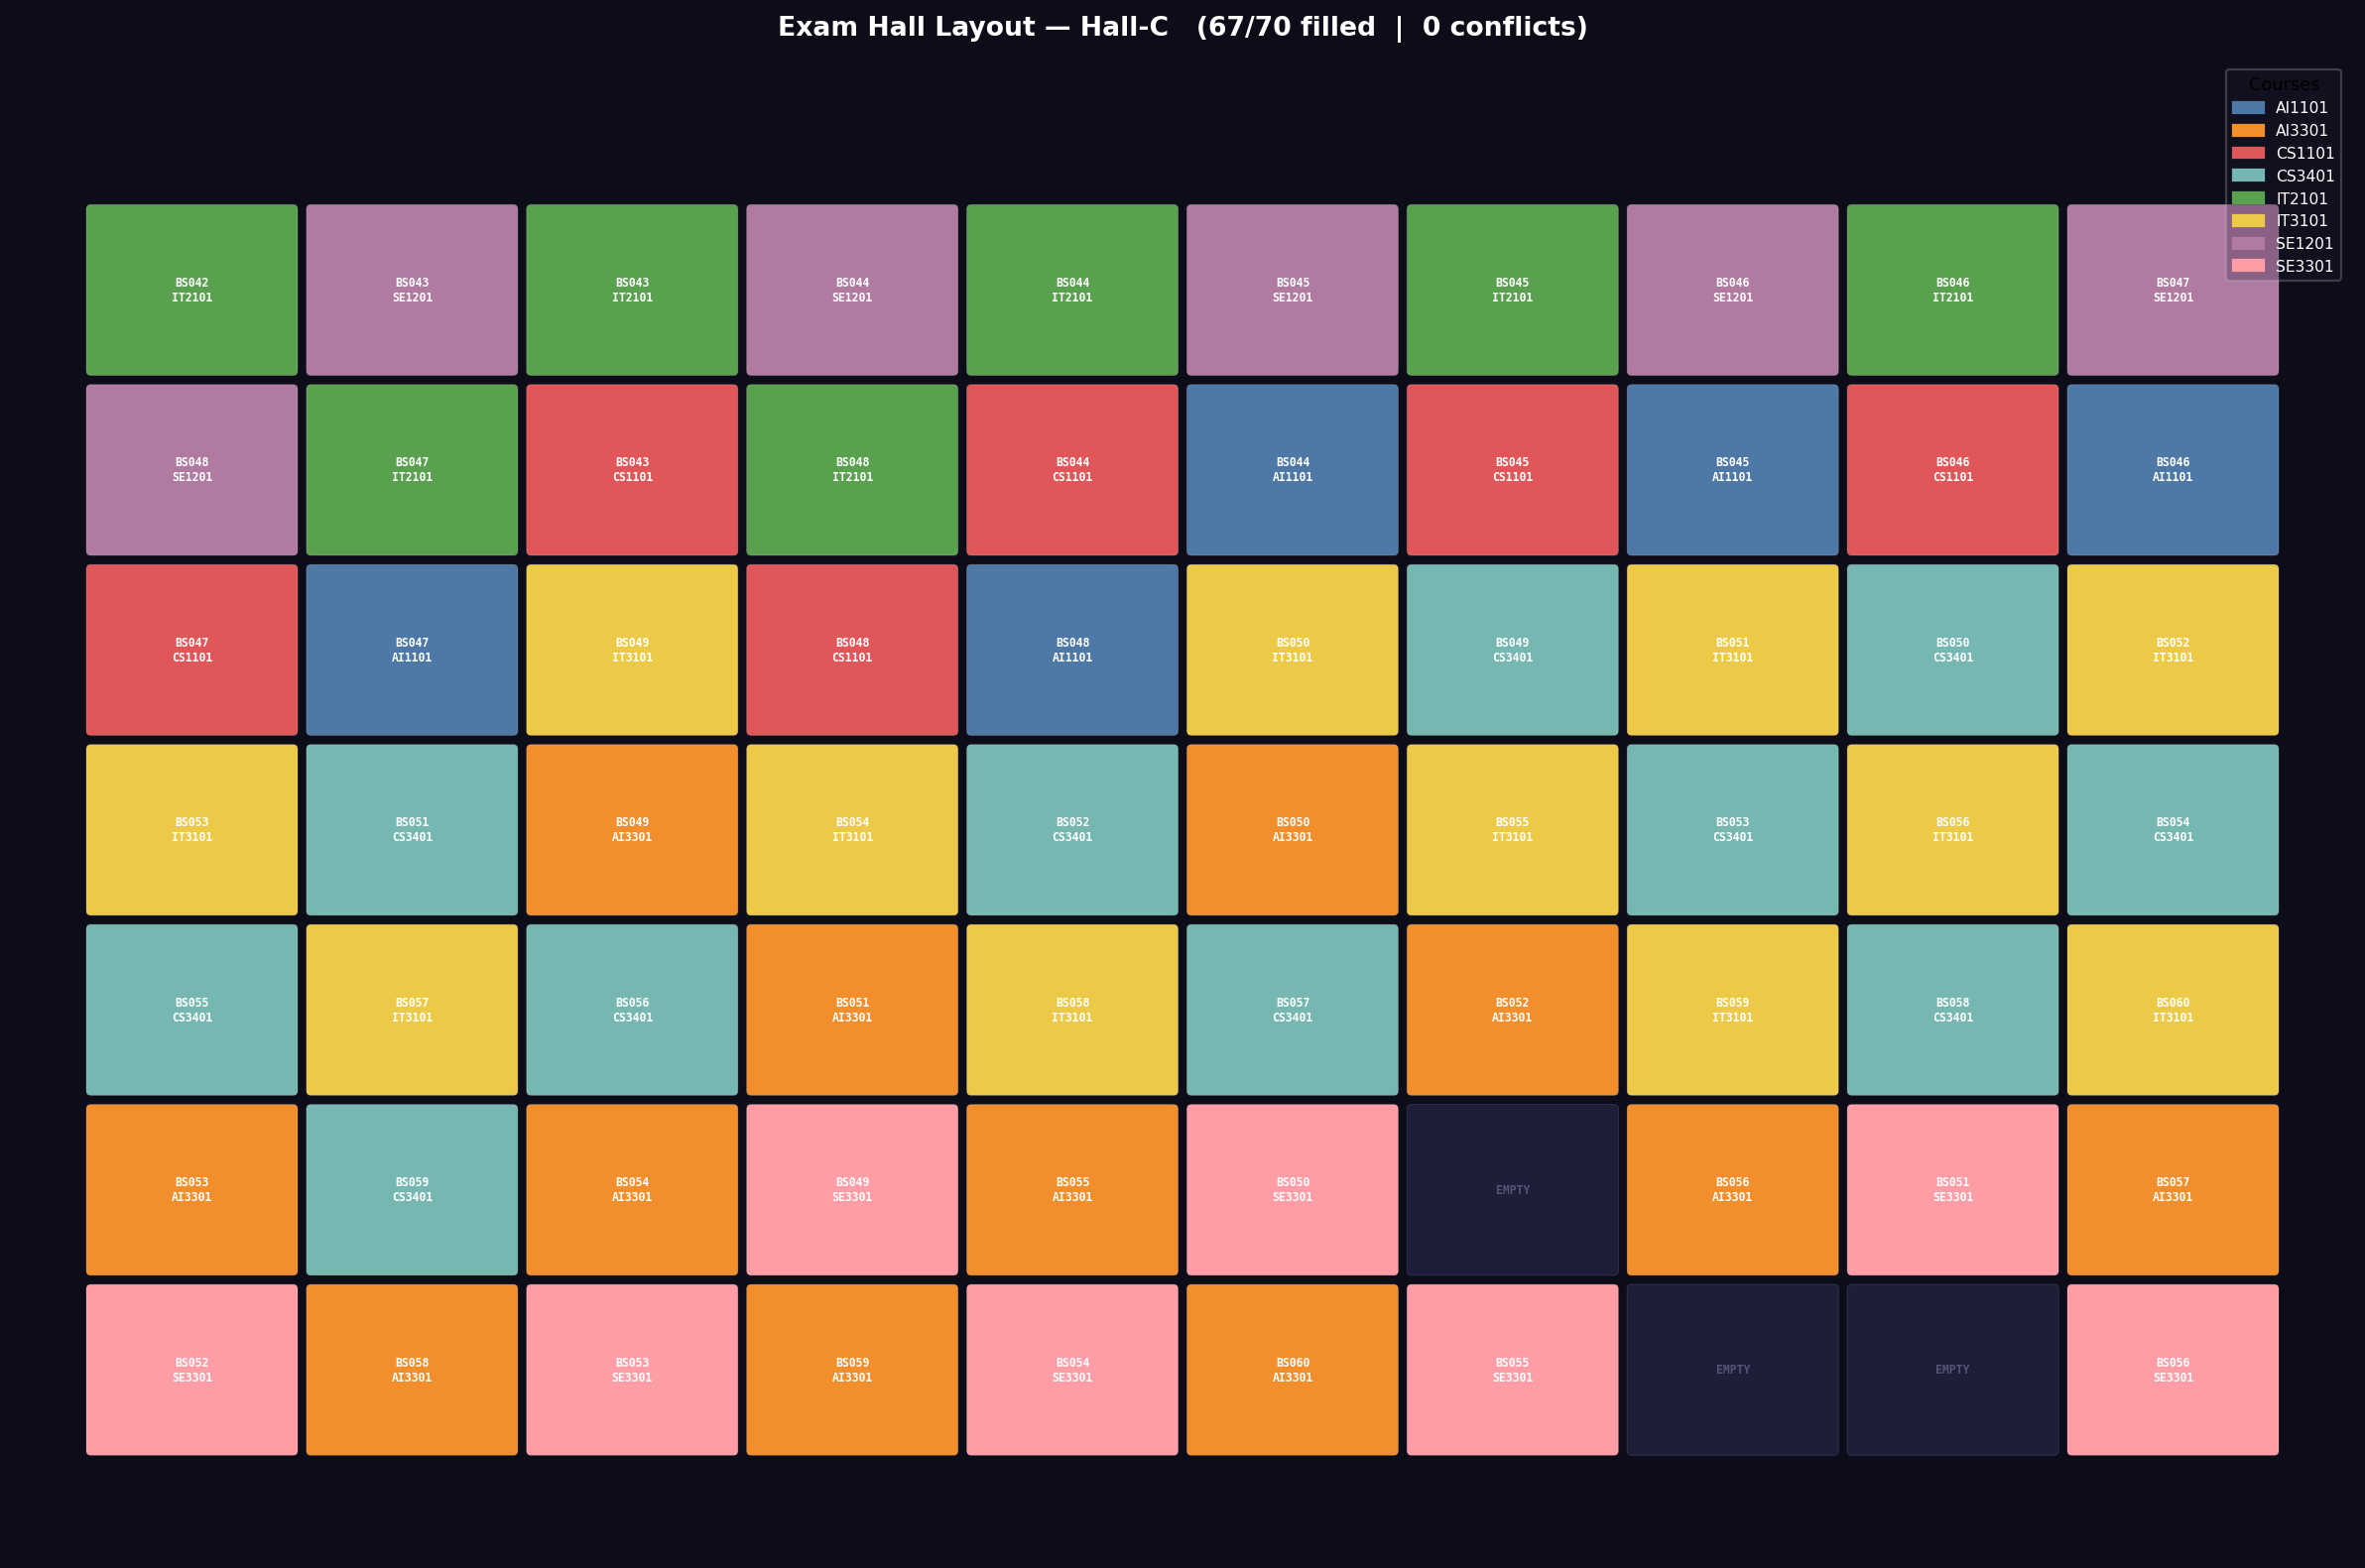 Exam Hall Layout — Hall-C (67/70 filled | 0 conflicts)
Courses
AI1101
AI3301
CS1101
CS3401
IT2101
IT3101
SE1201
SE3301
BS042
IT2101
BS043
SE1201
BS043
IT2101
BS044
SE1201
BS044
IT2101
BS045
SE1201
BS045
IT2101
BS046
SE1201
BS046
IT2101
BS047
SE1201
BS048
SE1201
BS047
IT2101
BS043
CS1101
BS048
IT2101
BS044
CS1101
BS044
AI1101
BS045
CS1101
BS045
AI1101
BS046
CS1101
BS046
AI1101
BS047
CS1101
BS047
AI1101
BS049
IT3101
BS048
CS1101
BS048
AI1101
BS050
IT3101
BS049
CS3401
BS051
IT3101
BS050
CS3401
BS052
IT3101
BS053
IT3101
BS051
CS3401
BS049
AI3301
BS054
IT3101
BS052
CS3401
BS050
AI3301
BS055
IT3101
BS053
CS3401
BS056
IT3101
BS054
CS3401
BS055
CS3401
BS057
IT3101
BS056
CS3401
BS051
AI3301
BS058
IT3101
BS057
CS3401
BS052
AI3301
BS059
IT3101
BS058
CS3401
BS060
IT3101
BS053
AI3301
BS059
CS3401
BS054
AI3301
BS049
SE3301
BS055
AI3301
BS050
SE3301
EMPTY
BS056
AI3301
BS051
SE3301
BS057
AI3301
BS052
SE3301
BS058
AI3301
BS053
SE3301
BS059
AI3301
BS054
SE3301
BS060
AI3301
BS055
SE3301
EMPTY
EMPTY
BS056
SE3301